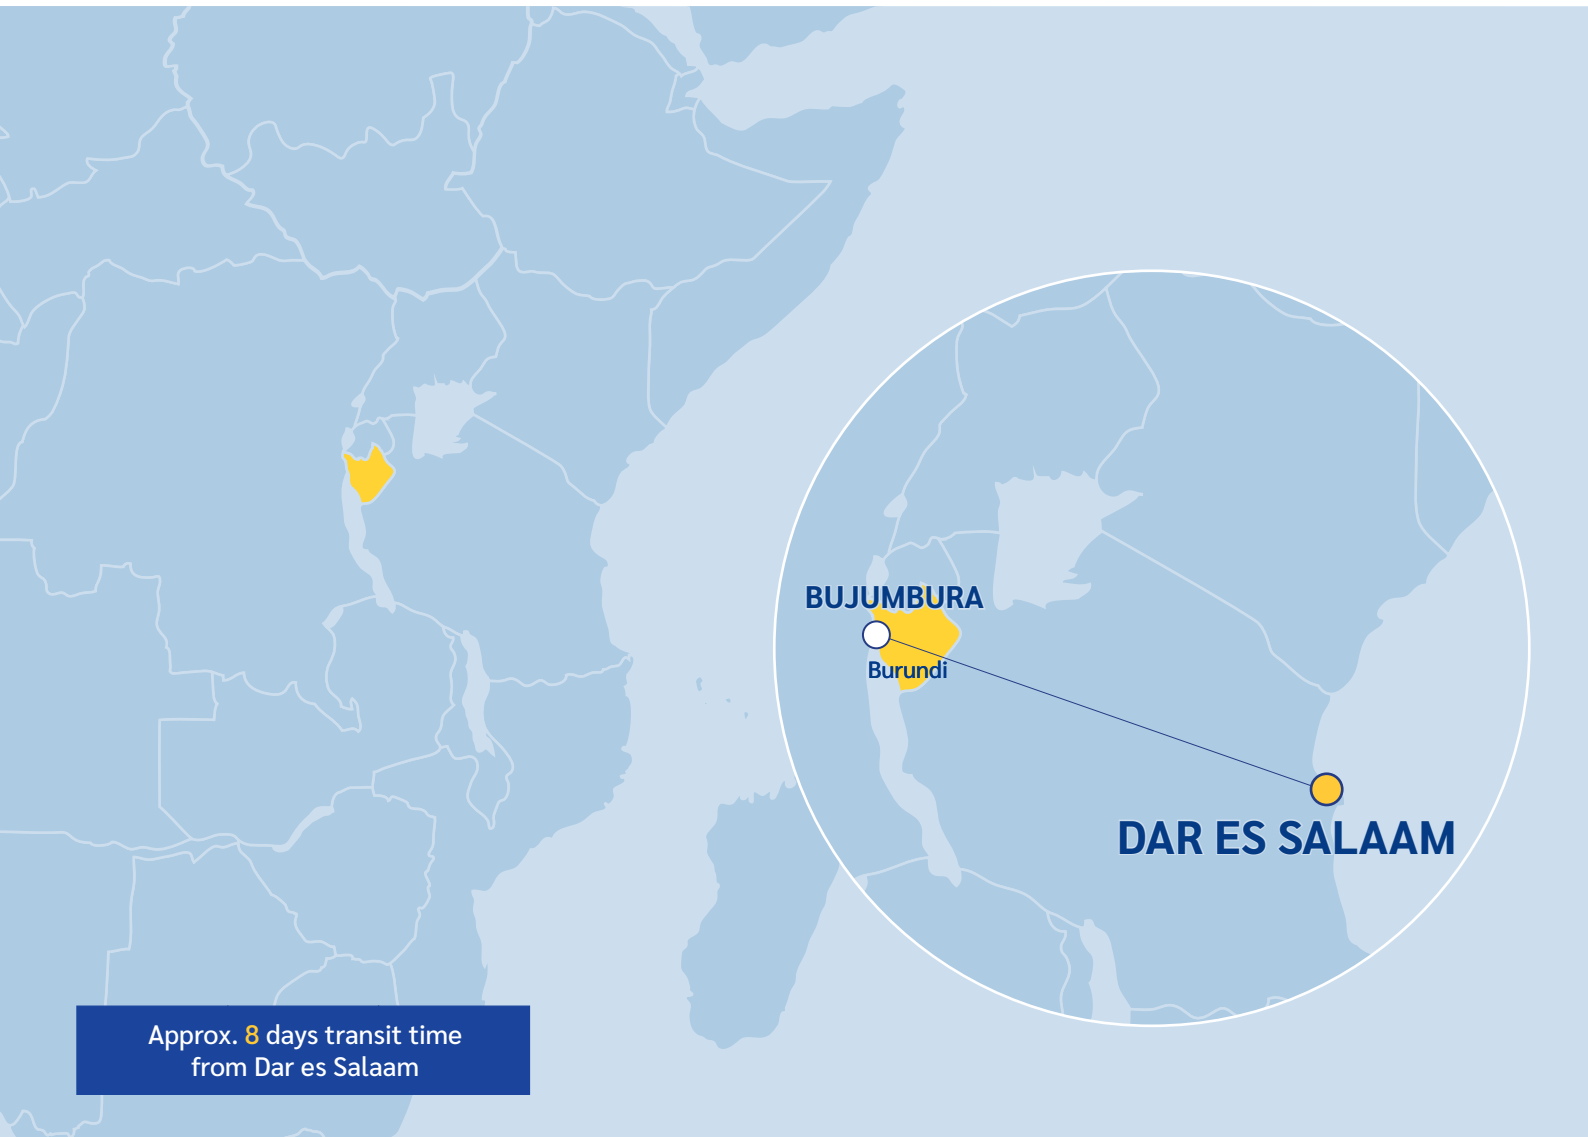 BUJUMBURA
Burundi
DAR ES SALAAM
Approx. 8 days transit time
from Dar es Salaam